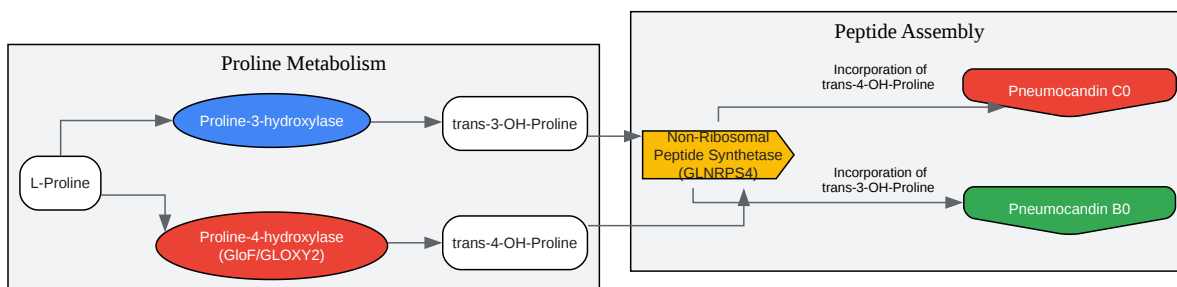 Proline Metabolism
L-Proline
Proline-3-hydroxylase
trans-3-OH-Proline
Proline-4-hydroxylase
(GloF/GLOXY2)
trans-4-OH-Proline
Peptide Assembly
Non-Ribosomal
Peptide Synthetase
(GLNRPS4)
Incorporation of
trans-4-OH-Proline
Pneumocandin C0
Incorporation of
trans-3-OH-Proline
Pneumocandin B0